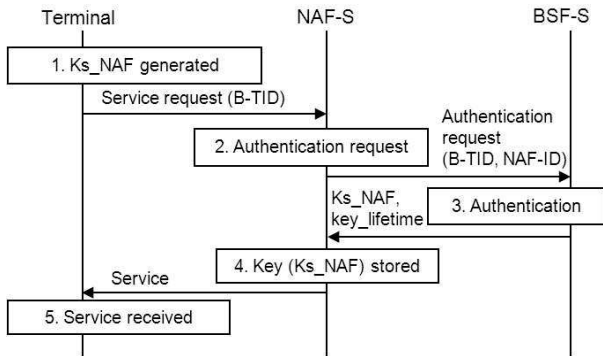 Terminal
NAF-S
BSF-S
1. Ks_NAF generated
Service request (B-TID)
Authentication
request
(B-TID, NAF-ID)
2. Authentication request
Ks_NAF,
key_lifetime
3. Authentication
4. Key (Ks_NAF) stored
Service
5. Service received